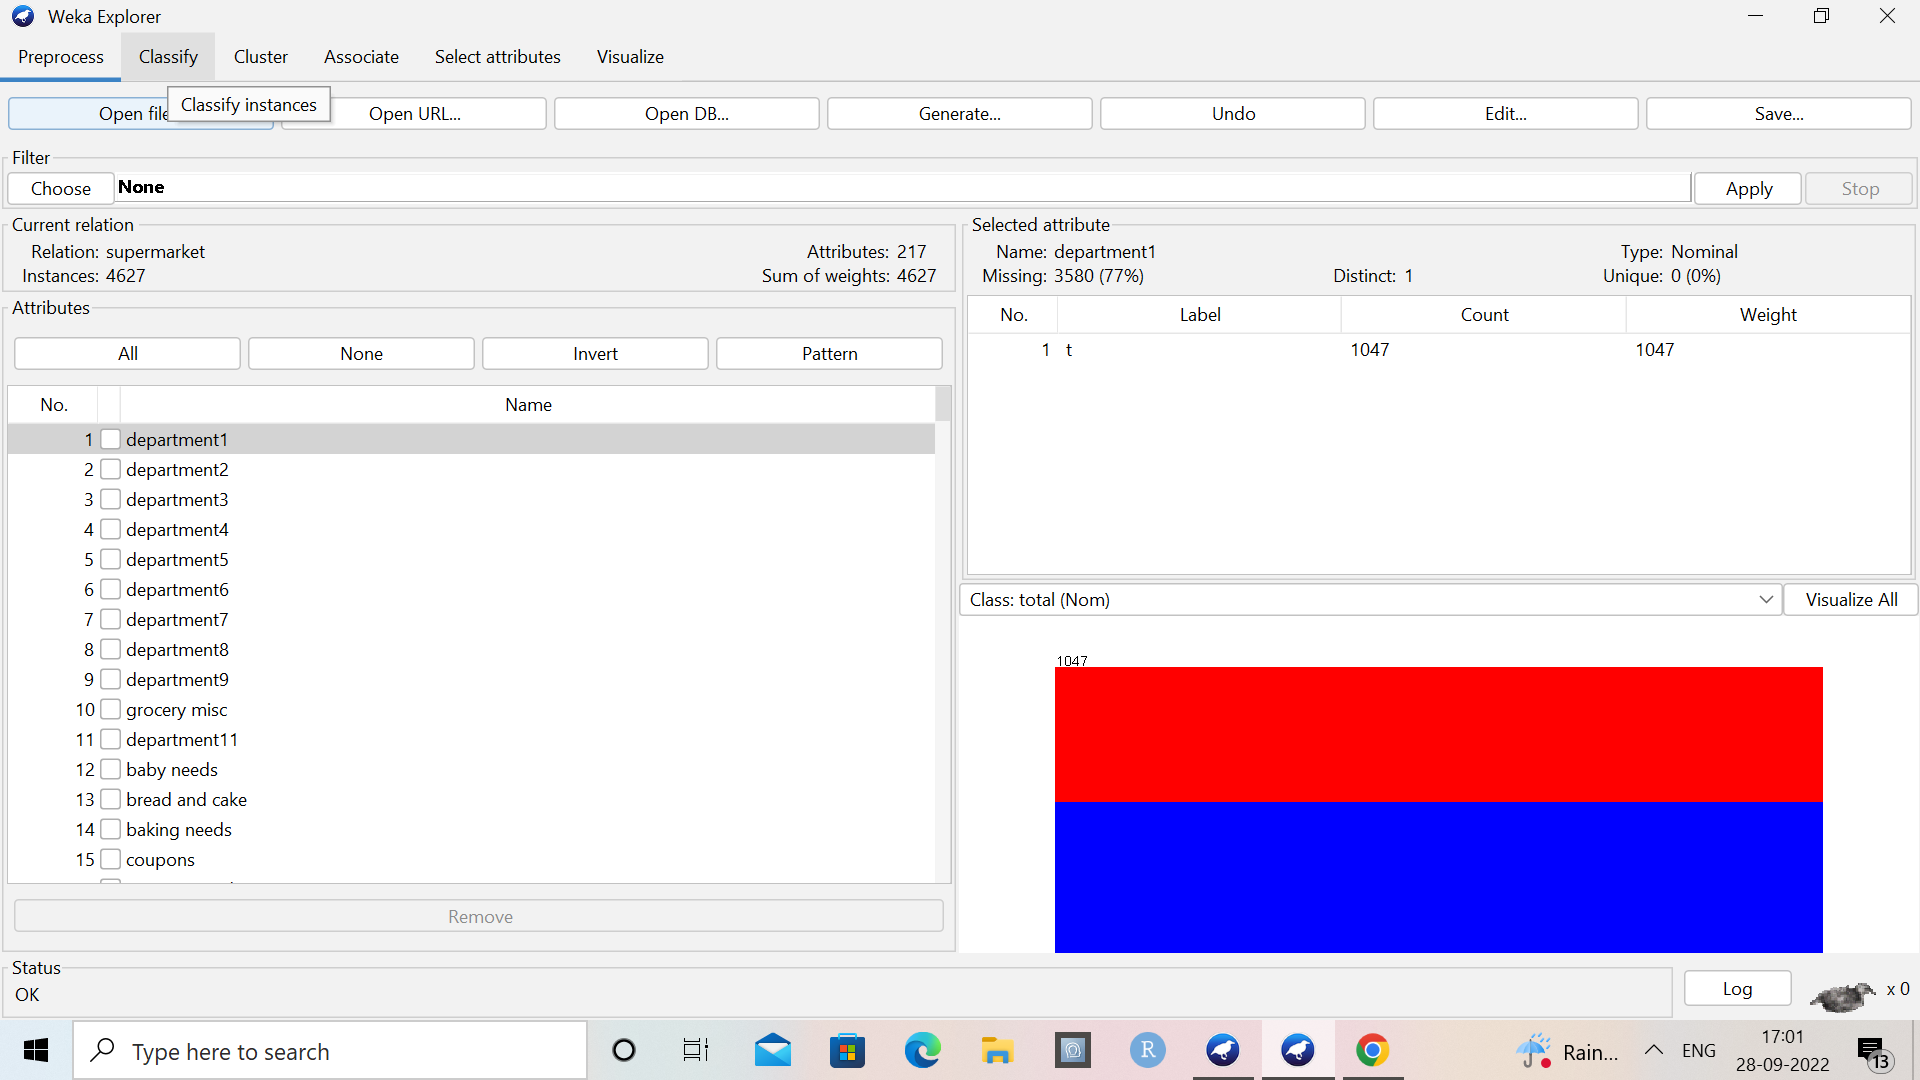 Weka Explorer
Preprocess Classify Cluster Associate Select attributes Visualize
Classify instances
Open file Open URL... Open DB... Generate... Undo Edit... Save...
Filter
Choose None Apply Stop
Current relation
Relation: supermarket Attributes: 217
Instances: 4627 Sum of weights: 4627
Selected attribute
Name: department1 Type: Nominal
Missing: 3580 (77%) Distinct: 1 Unique: 0 (0%)
No. Label Count Weight
1 t 1047 1047
Attributes
All None Invert Pattern
No. Name
1 department1
2 department2
3 department3
4 department4
5 department5
6 department6
7 department7
8 department8
9 department9
10 grocery misc
11 department11
12 baby needs
13 bread and cake
14 baking needs
15 coupons
Remove
Class: total (Nom) Visualize All
1047
Status
OK
Log x 0
Type here to search
R
Rain... ENG 17:01
28-09-2022
13